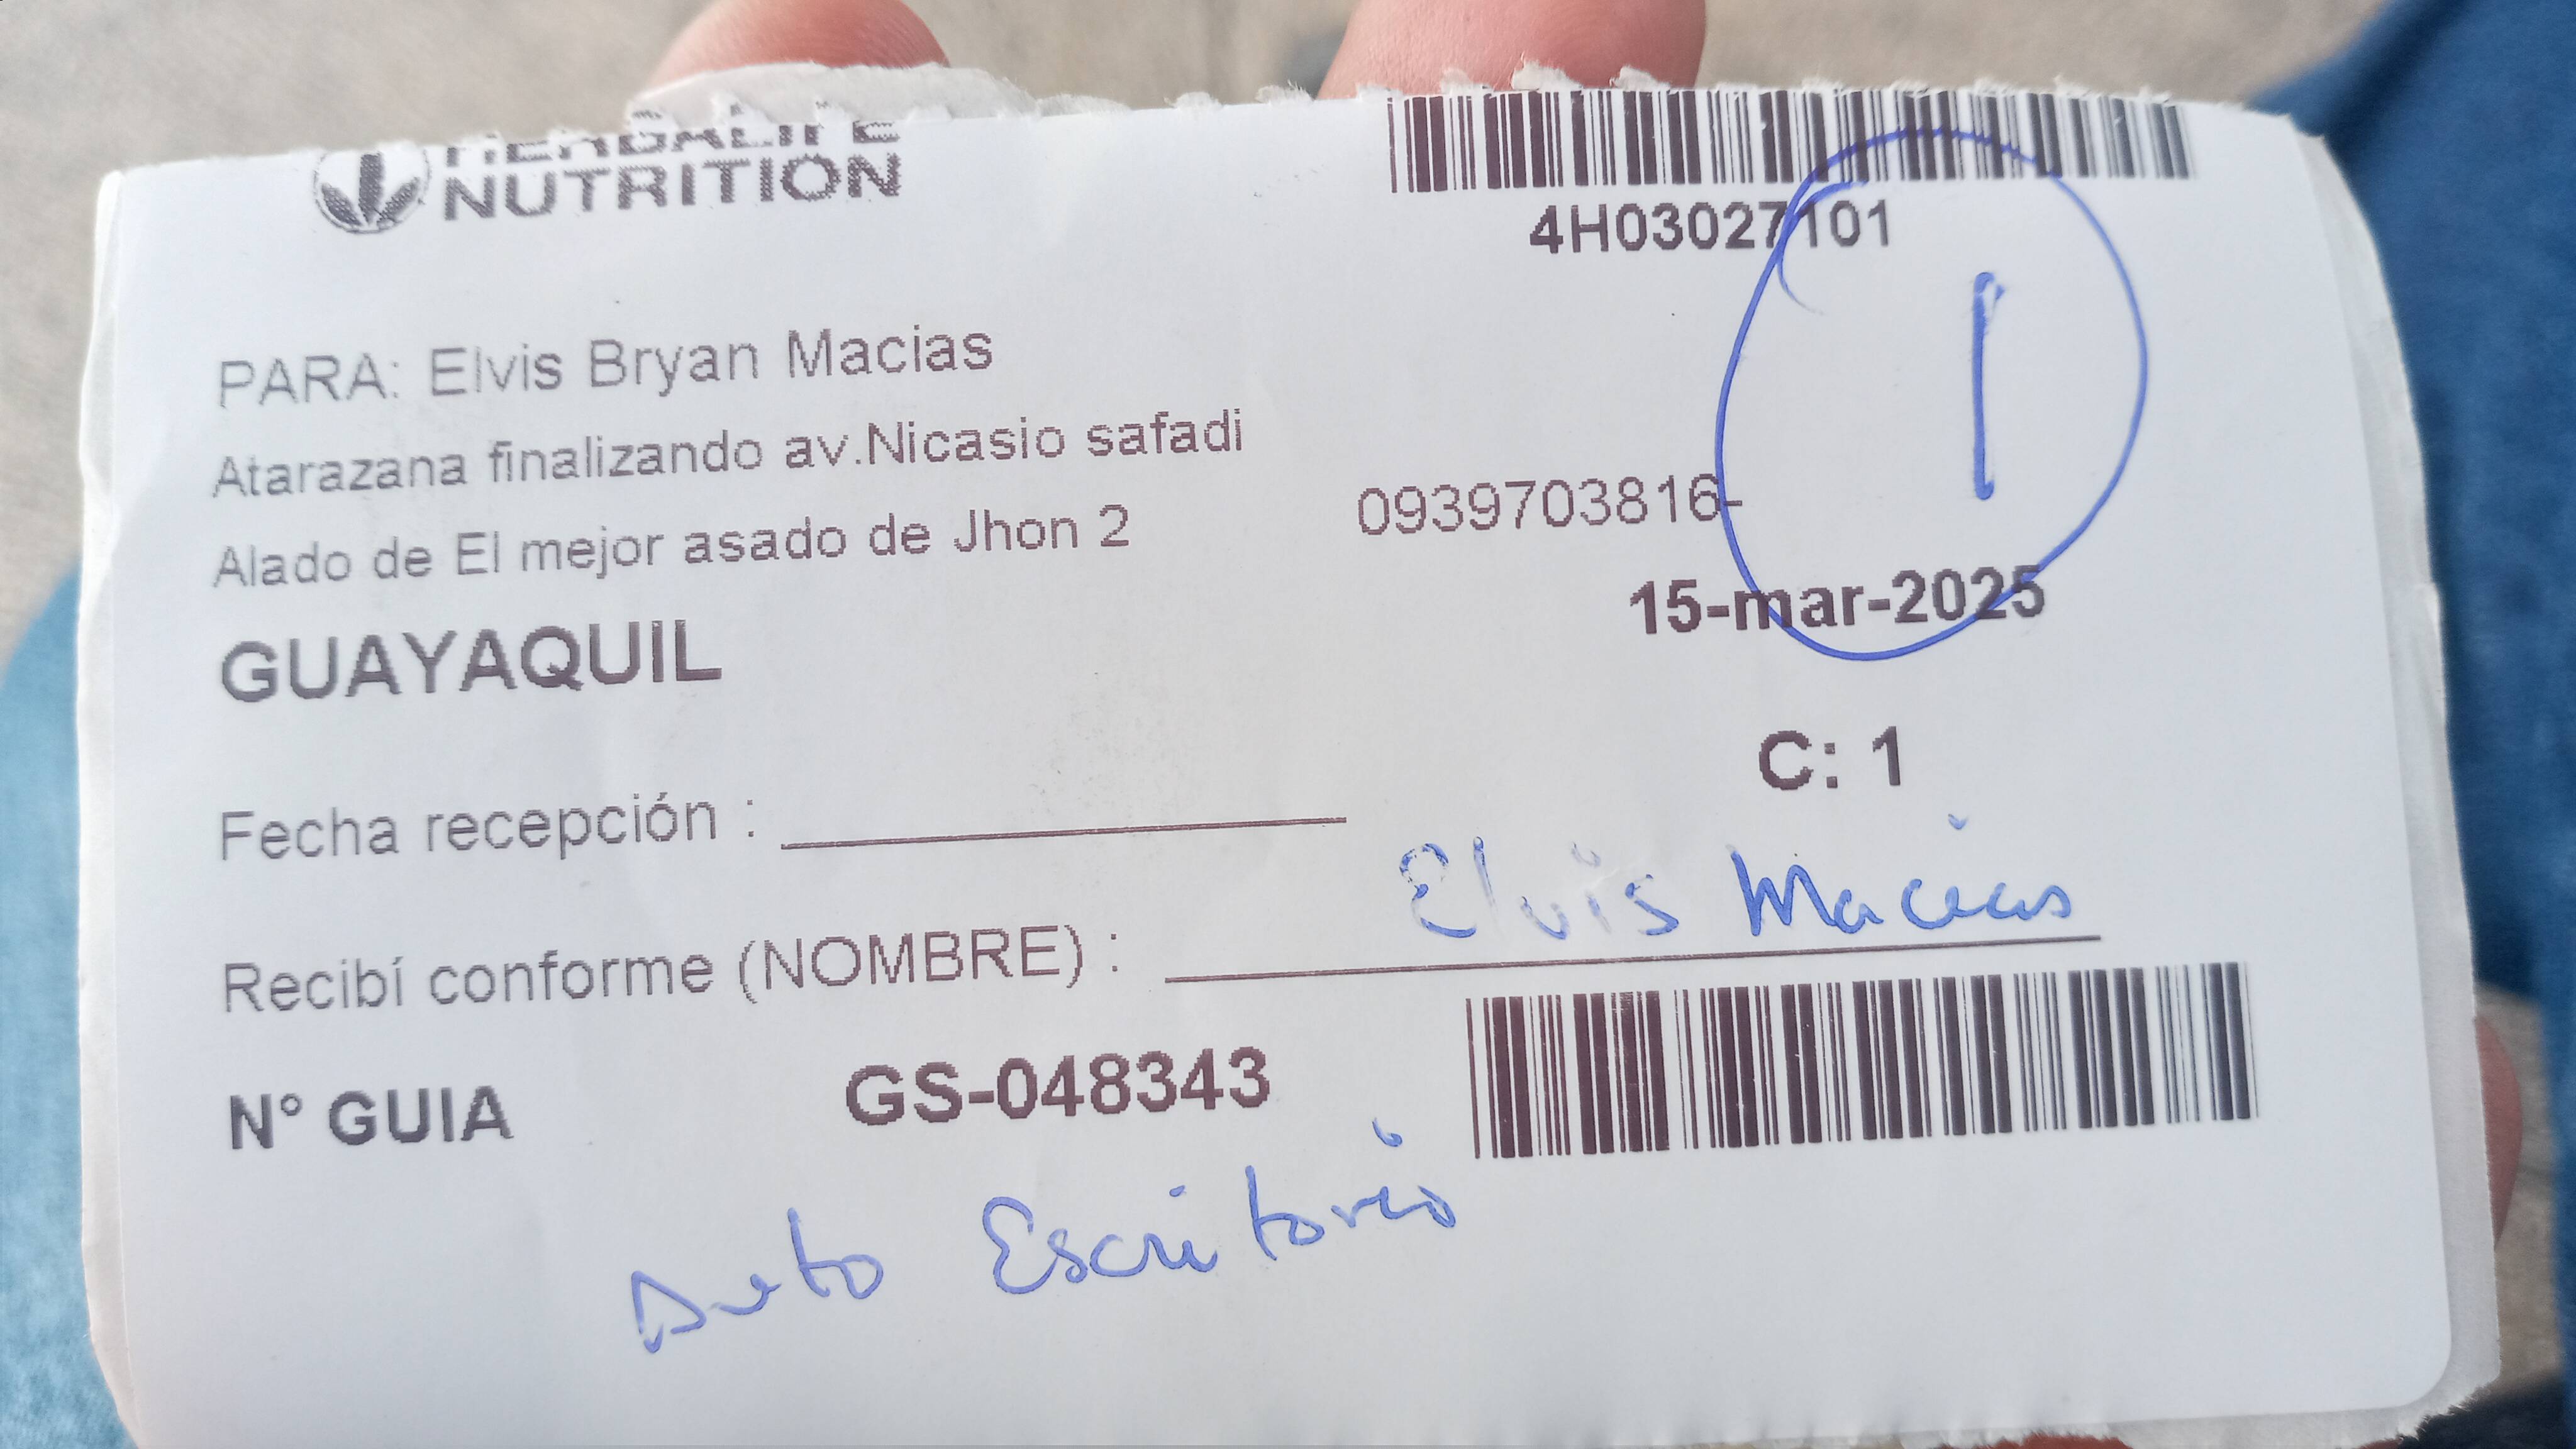 HERBALIFE
NUTRITION
4H03027101
1
PARA: Elvis Bryan Macias
Atarazana finalizando av.Nicasio safadi
Alado de El mejor asado de Jhon 2
0939703816-
15-mar-2025
GUAYAQUIL
C: 1
Fecha recepción :
Recibí conforme (NOMBRE) : Elvis Macias
N° GUIA GS-048343
Escritorio